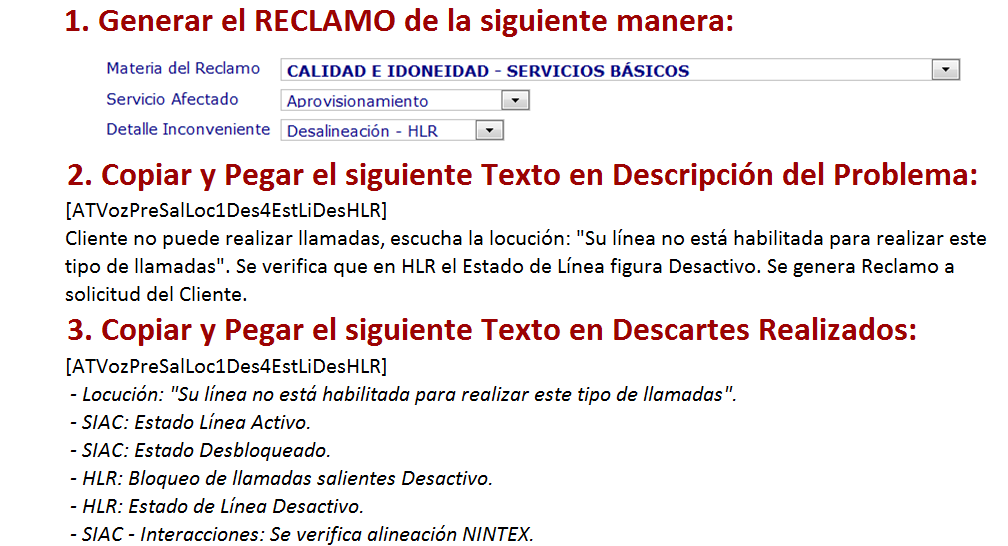 1. Generar el RECLAMO de la siguiente manera:
Materia del Reclamo CALIDAD E IDONEIDAD - SERVICIOS BÁSICOS
Servicio Afectado Aprovisionamiento
Detalle Inconveniente Desalineación - HLR
2. Copiar y Pegar el siguiente Texto en Descripción del Problema:
[ATVozPreSalLoc1Des4EstLiDesHLR]
Cliente no puede realizar llamadas, escucha la locución: "Su línea no está habilitada para realizar este
tipo de llamadas". Se verifica que en HLR el Estado de Línea figura Desactivo. Se genera Reclamo a
solicitud del Cliente.
3. Copiar y Pegar el siguiente Texto en Descartes Realizados:
[ATVozPreSalLoc1Des4EstLiDesHLR]
- Locución: "Su línea no está habilitada para realizar este tipo de llamadas".
- SIAC: Estado Línea Activo.
- SIAC: Estado Desbloqueado.
- HLR: Bloqueo de llamadas salientes Desactivo.
- HLR: Estado de Línea Desactivo.
- SIAC - Interacciones: Se verifica alineación NINTEX.